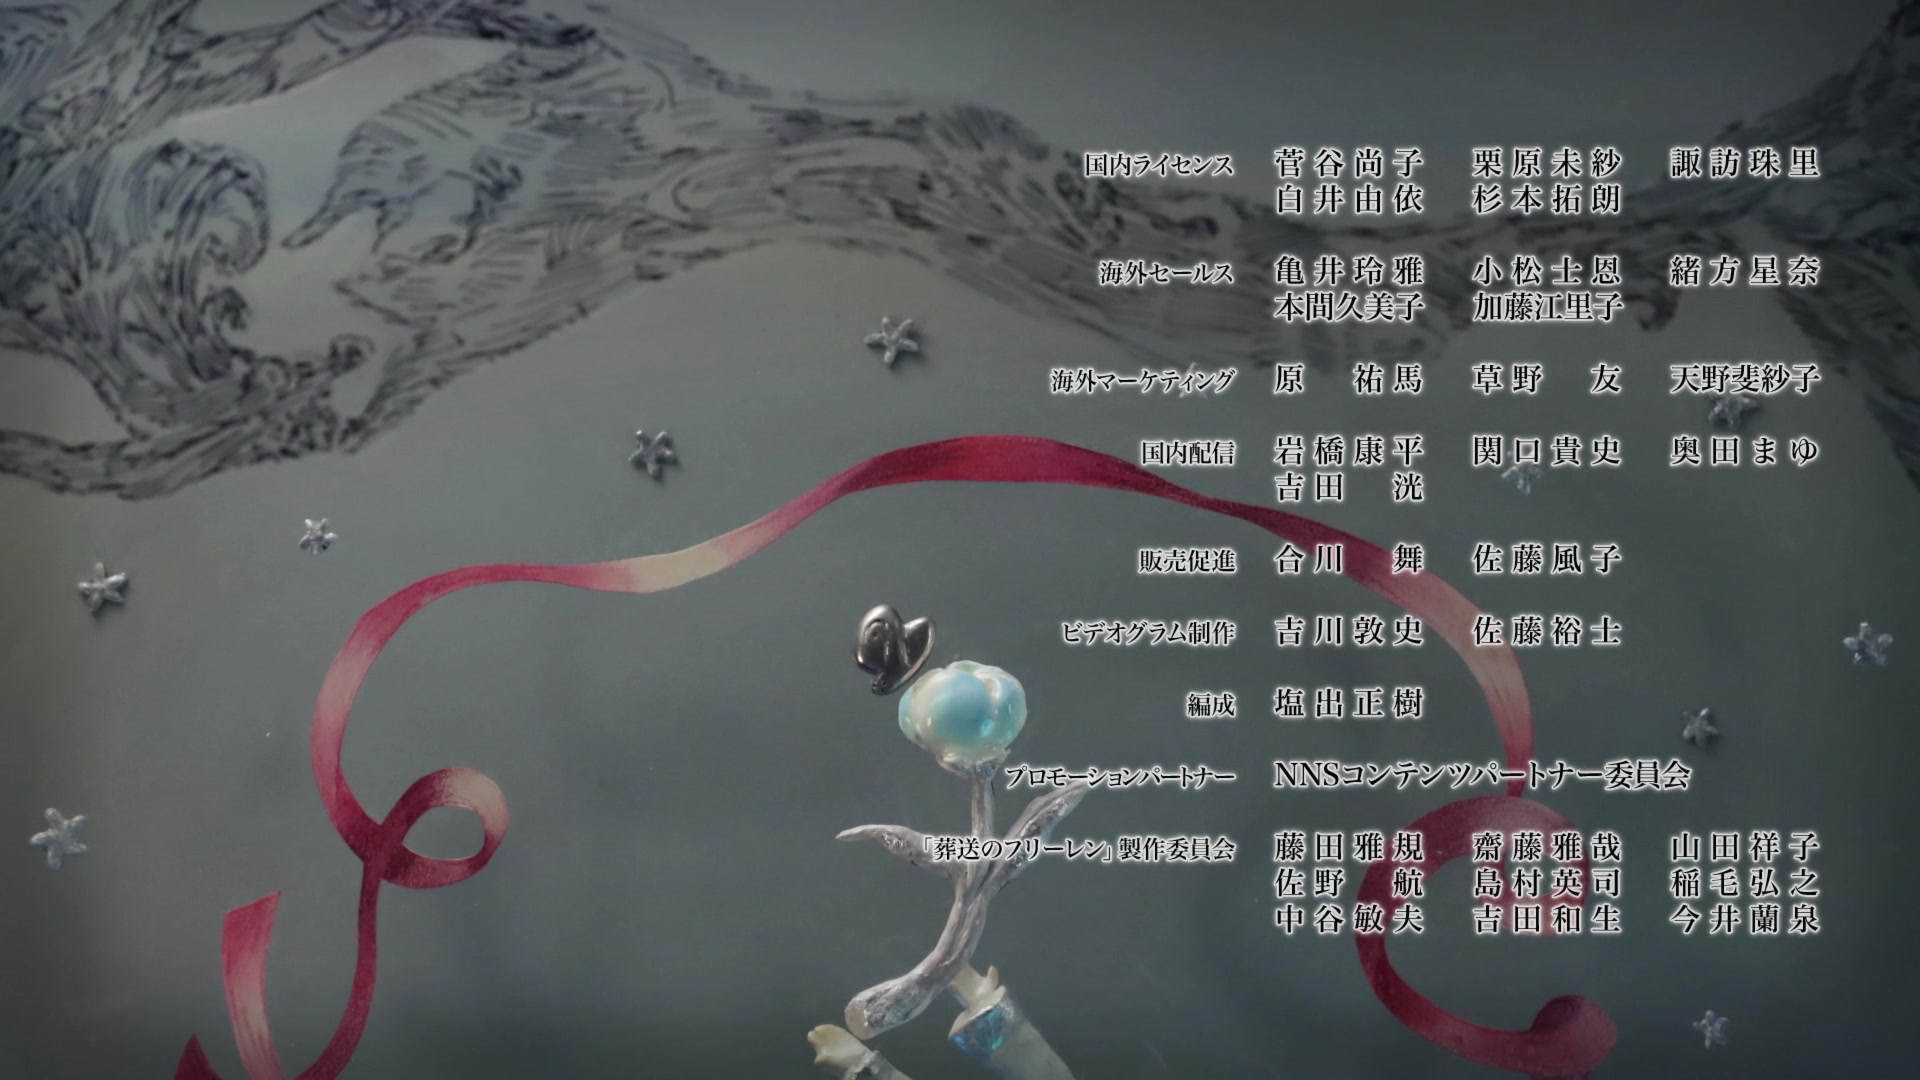 国内ライセンス 菅谷尚子 栗原未紗 諏訪珠里
白井由依 杉本拓朗
海外セールス 亀井玲雅 小松士恩 緒方星奈
本間久美子 加藤江里子
海外マーケティング 原 祐馬 草野 友 天野斐紗子
国内配信 岩橋康平 関口貴史 奥田まゆ
吉田 洸
販売促進 合川 舞 佐藤風子
ビデオグラム制作 吉川敦史 佐藤裕士
編成 塩出正樹
プロモーションパートナー NNSコンテンツパートナー委員会
「葬送のフリーレン」製作委員会 藤田雅規 齋藤雅哉 山田祥子
佐野 航 島村英司 稲毛弘之
中谷敏夫 吉田和生 今井蘭泉